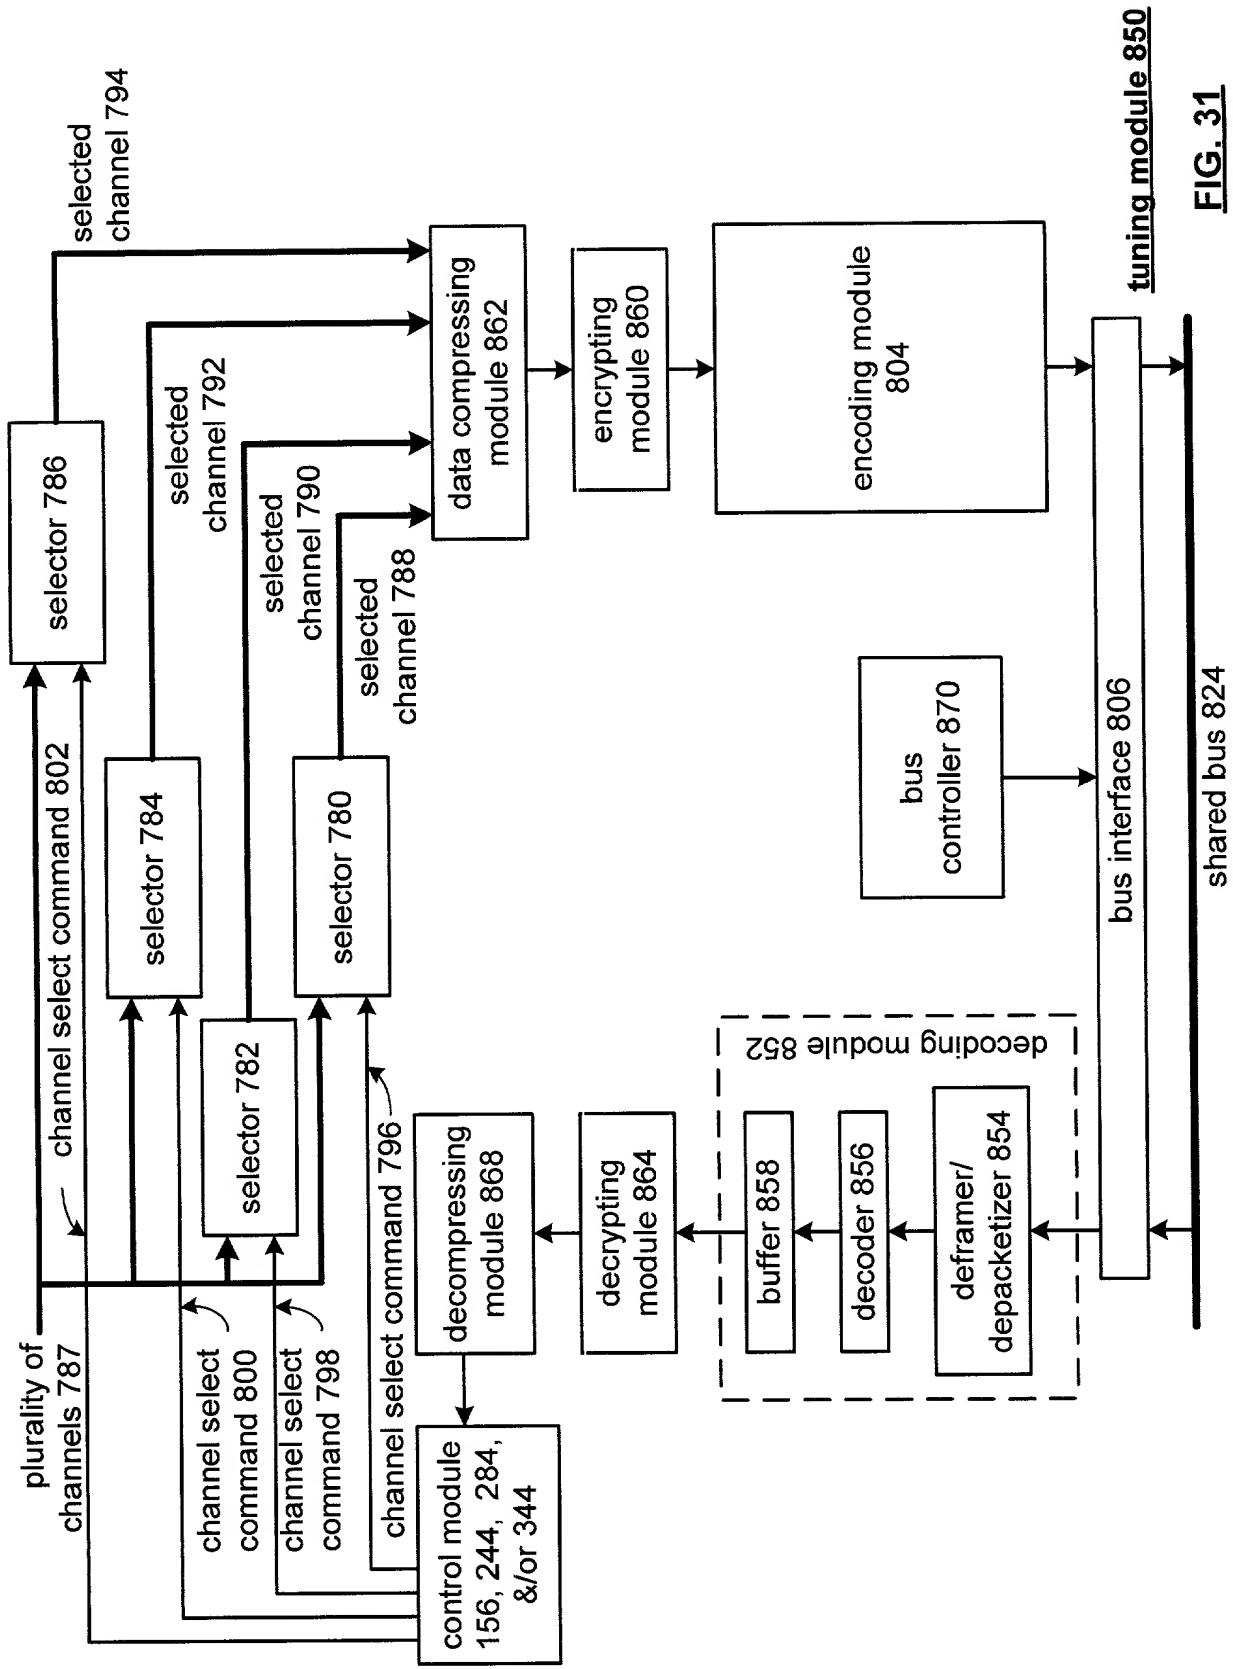 plurality of
channels 787
channel select command 802
selector 786
selected
channel 794
channel select
command 800
selector 784
selected
channel 792
channel select
command 798
selector 782
selected
channel 790
channel select command 796
selector 780
selected
channel 788
control module
156, 244, 284,
&/or 344
decompressing
module 868
data compressing
module 862
decrypting
module 864
encrypting
module 860
buffer 858
decoding module 852
decoder 856
deframer/
depacketizer 854
bus
controller 870
encoding module
804
bus interface 806
shared bus 824
tuning module 850
FIG. 31